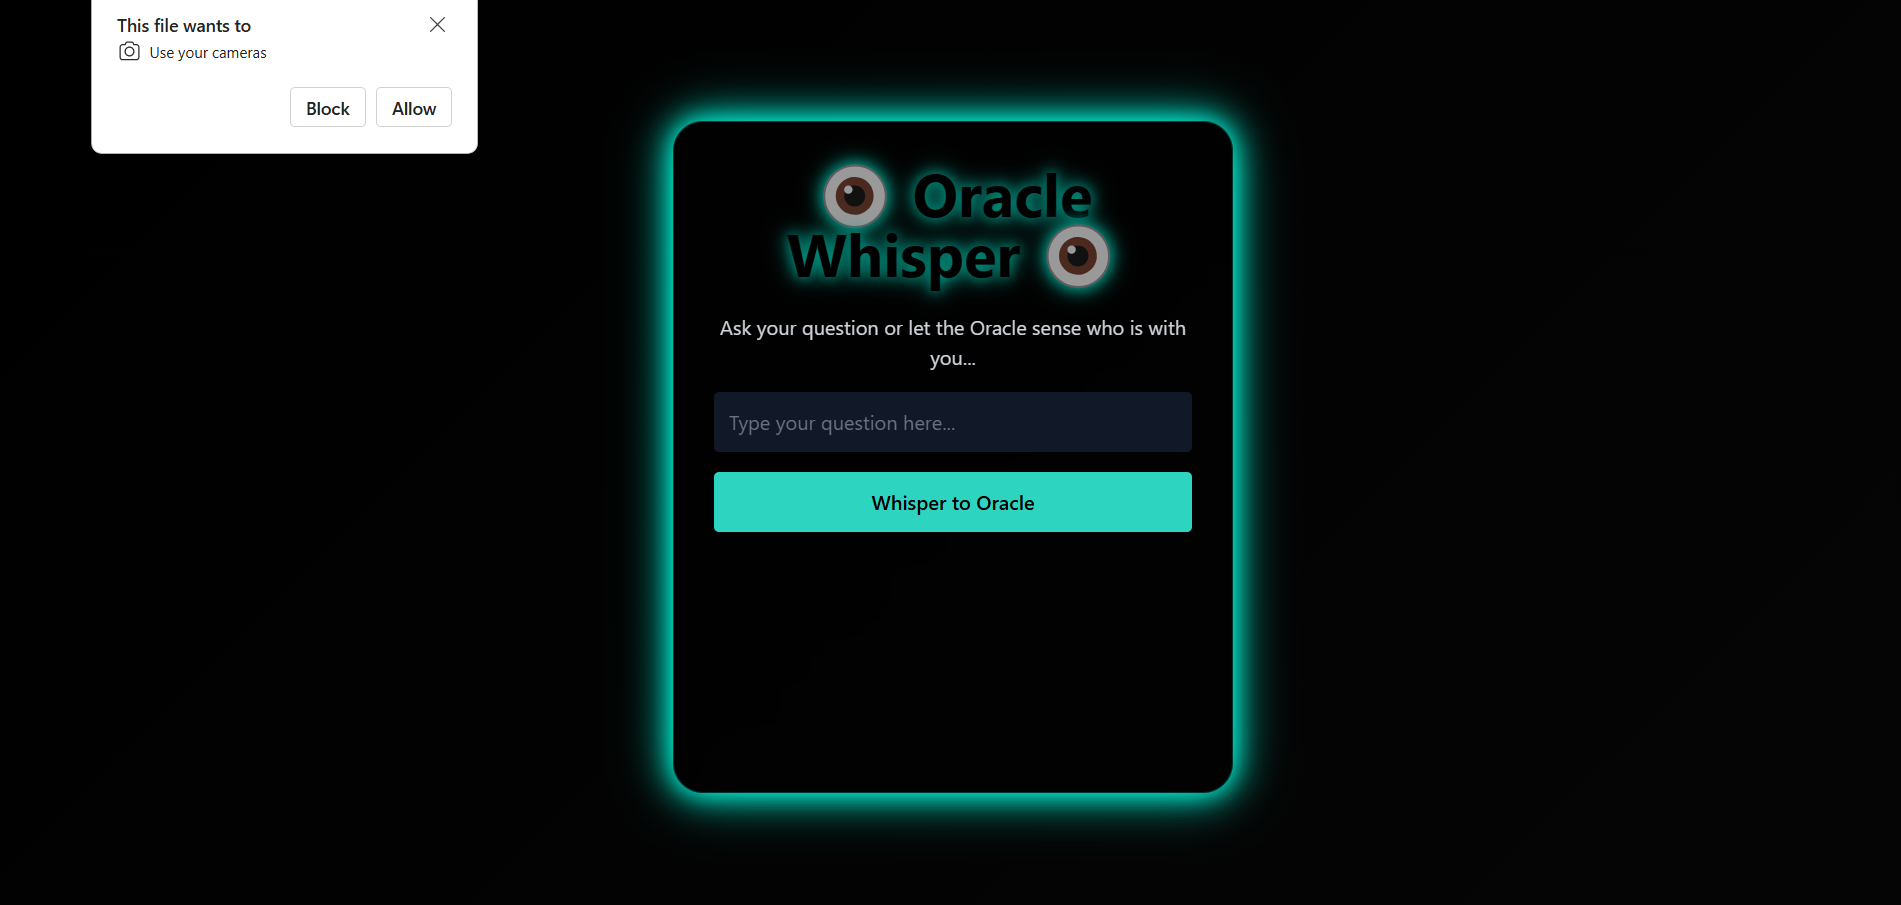 This file wants to
Use your cameras
Block Allow
Oracle
Whisper
Ask your question or let the Oracle sense who is with
you...
Type your question here...
Whisper to Oracle